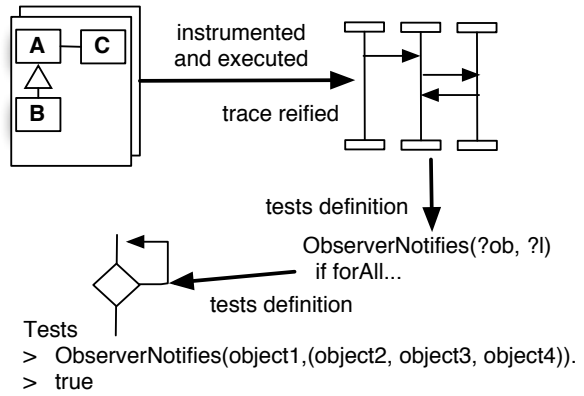 A
C
B
instrumented
and executed
trace reified
tests definition
ObserverNotifies(?ob, ?l)
if forAll...
tests definition
Tests
> ObserverNotifies(object1,(object2, object3, object4)).
> true